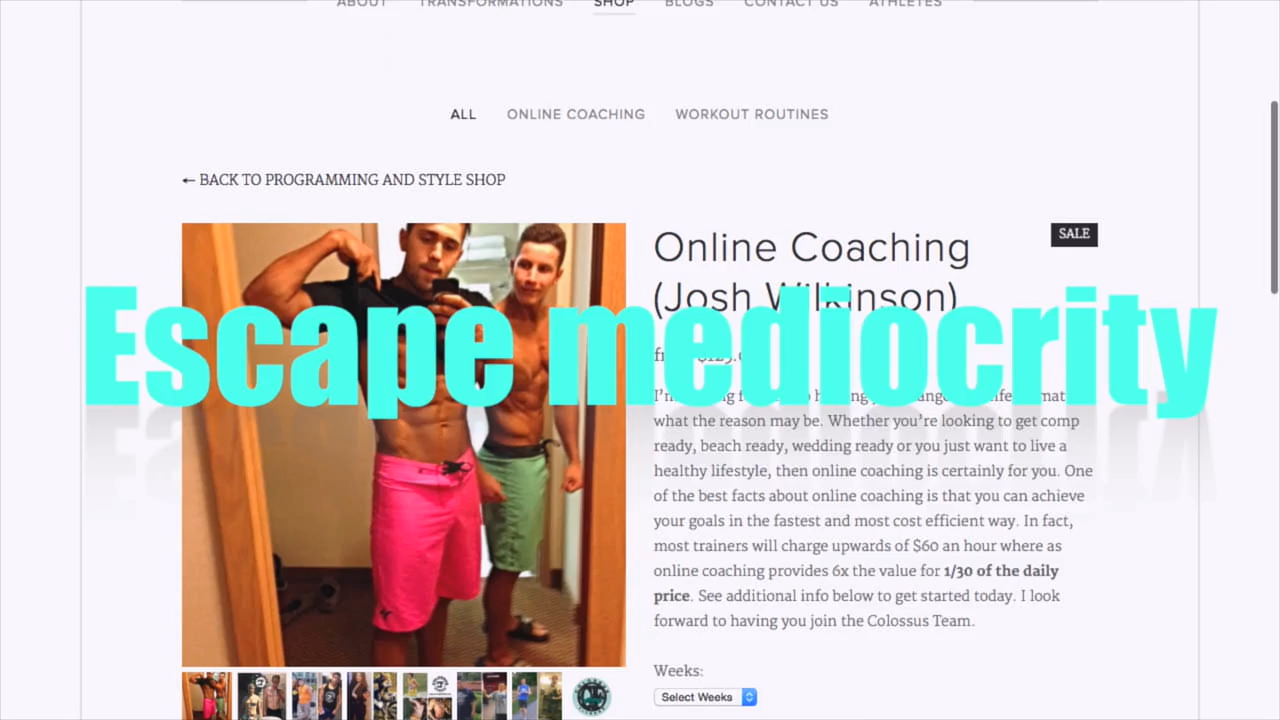 ABOUT TRANSFORMATIONS SHOP BLOGS CONTACT US ATHLETES
ALL ONLINE COACHING WORKOUT ROUTINES
← BACK TO PROGRAMMING AND STYLE SHOP
Online Coaching
SALE
(Josh Wilkinson)
Escape mediocrity
what the reason may be. Whether you’re looking to get comp
ready, beach ready, wedding ready or you just want to live a
healthy lifestyle, then online coaching is certainly for you. One
of the best facts about online coaching is that you can achieve
your goals in the fastest and most cost efficient way. In fact,
most trainers will charge upwards of $60 an hour where as
online coaching provides 6x the value for 1/30 of the daily
price. See additional info below to get started today. I look
forward to having you join the Colossus Team.
Weeks:
Select Weeks